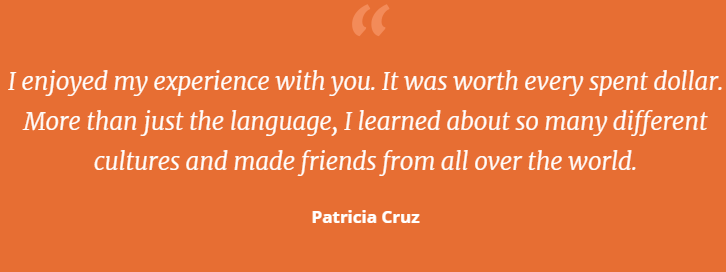 “
I enjoyed my experience with you. It was worth every spent dollar.
More than just the language, I learned about so many different
cultures and made friends from all over the world.
Patricia Cruz